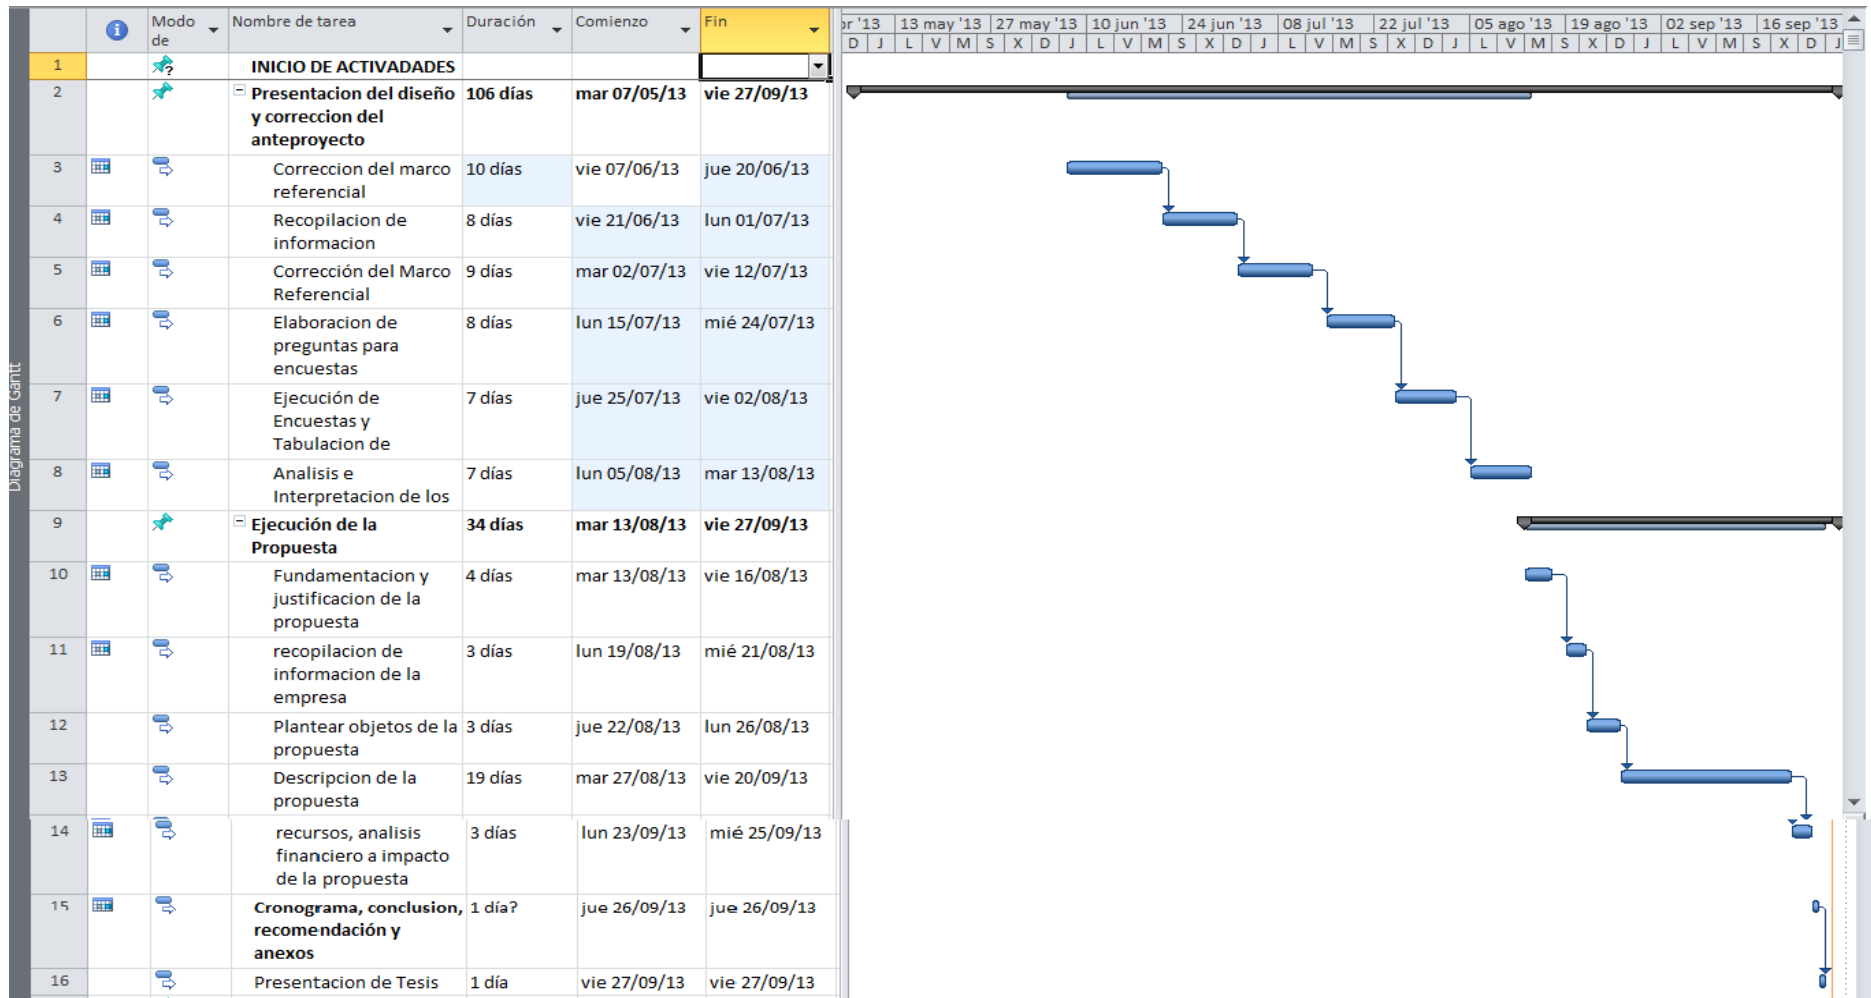 Modo de
Nombre de tarea
Duración
Comienzo
Fin
or '13 13 may '13 27 may '13 10 jun '13 24 jun '13 08 jul '13 22 jul '13 05 ago '13 19 ago '13 02 sep '13 16 sep '13
D J L V M S X D J L V M S X D J L V M S X D J L V M S X D J L V M S X D J
1 INICIO DE ACTIVADADES
2 Presentacion del diseño 106 días mar 07/05/13 vie 27/09/13
y correccion del
anteproyecto
3 Correccion del marco 10 días vie 07/06/13 jue 20/06/13
referencial
4 Recopilacion de 8 días vie 21/06/13 lun 01/07/13
informacion
5 Corrección del Marco 9 días mar 02/07/13 vie 12/07/13
Referencial
6 Elaboracion de 8 días lun 15/07/13 mié 24/07/13
preguntas para
encuestas
7 Ejecución de 7 días jue 25/07/13 vie 02/08/13
Encuestas y
Tabulacion de
8 Analisis e 7 días lun 05/08/13 mar 13/08/13
Interpretacion de los
9 Ejecución de la 34 días mar 13/08/13 vie 27/09/13
Propuesta
10 Fundamentacion y 4 días mar 13/08/13 vie 16/08/13
justificacion de la
propuesta
11 recopilacion de 3 días lun 19/08/13 mié 21/08/13
informacion de la
empresa
12 Plantear objetos de la 3 días jue 22/08/13 lun 26/08/13
propuesta
13 Descripcion de la 19 días mar 27/08/13 vie 20/09/13
propuesta
14 recursos, analisis 3 días lun 23/09/13 mié 25/09/13
financiero a impacto
de la propuesta
15 Cronograma, conclusion, 1 día? jue 26/09/13 jue 26/09/13
recomendación y
anexos
16 Presentacion de Tesis 1 día vie 27/09/13 vie 27/09/13
Diagrama de Gantt